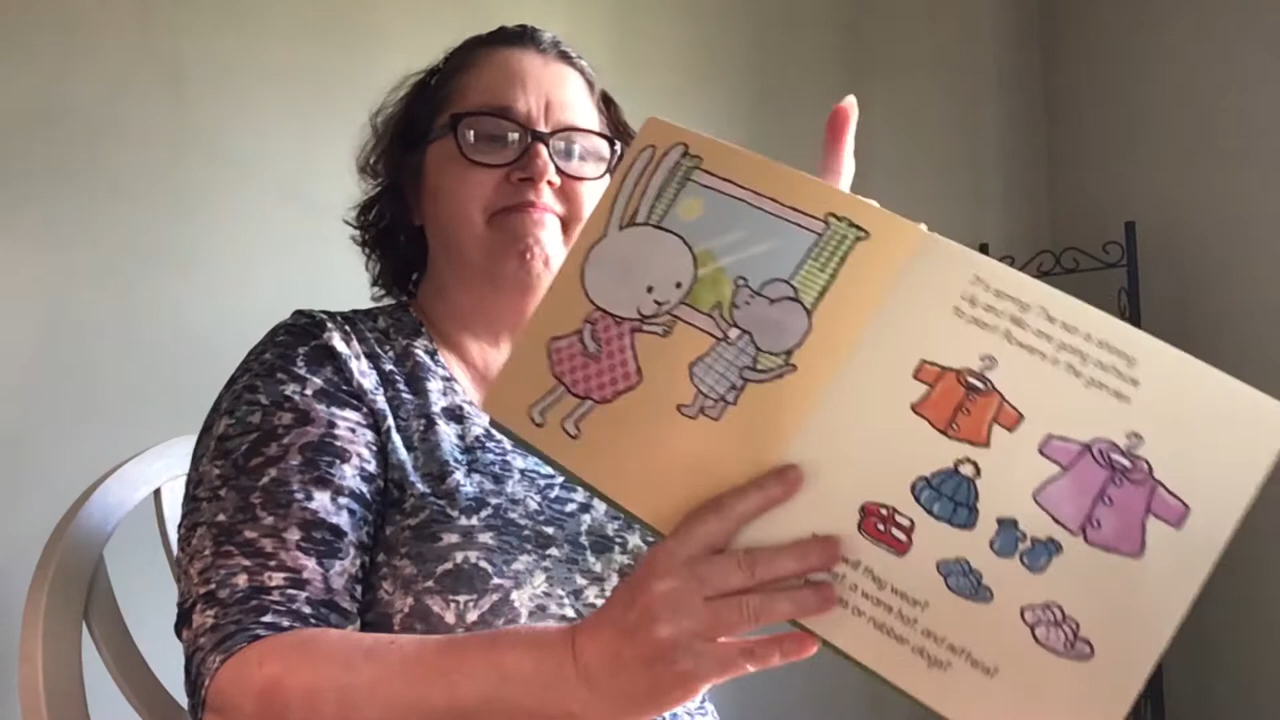 It's spring. The sun is shining.
Lily and Milo are going outside
to plant flowers in the garden.
will they wear?
a warm hat, and mittens?
or rubber clogs?